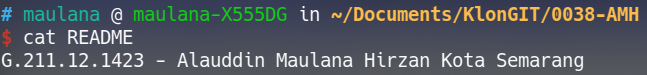 # maulana @ maulana-X555DG in ~/Documents/KlonGIT/0038-AMH
$ cat README
G.211.12.1423 - Alauddin Maulana Hirzan Kota Semarang